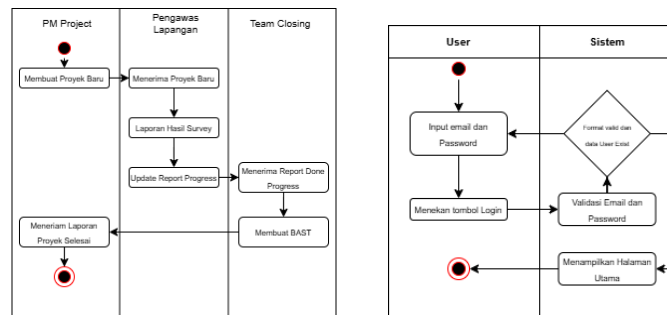 PM Project
Pengawas
Lapangan
Team Closing
Membuat Proyek Baru
Menerima Proyek Baru
Laporan Hasil Survey
Update Report Progress
Menerima Report Done
Progress
Membuat BAST
Meneriam Laporan
Proyek Selesai
User
Sistem
Input email dan
Password
Format valid dan
data User Exist
Menekan tombol Login
Validasi Email dan
Password
Menampilkan Halaman
Utama